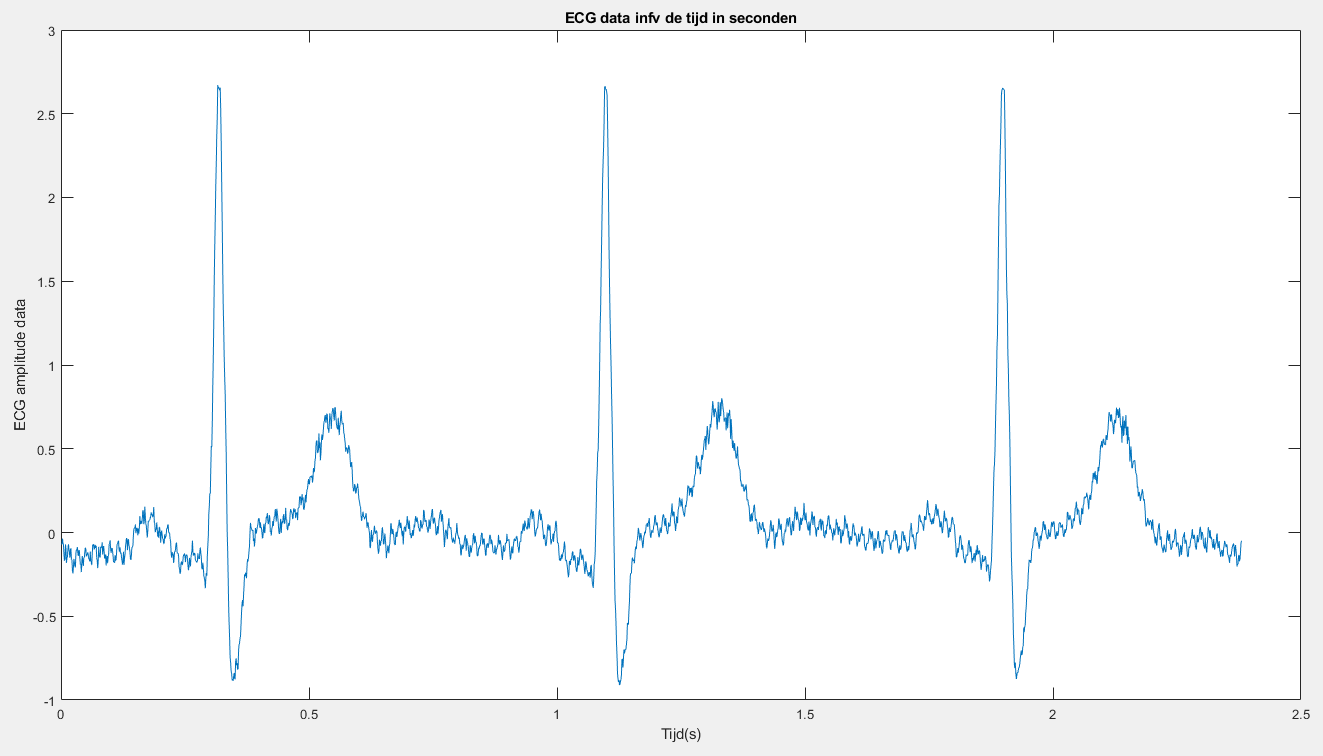 ECG data infv de tijd in seconden
3
2.5
2
1.5
1
0.5
0
-0.5
-1
ECG amplitude data
0 0.5 1 1.5 2 2.5
Tijd(s)